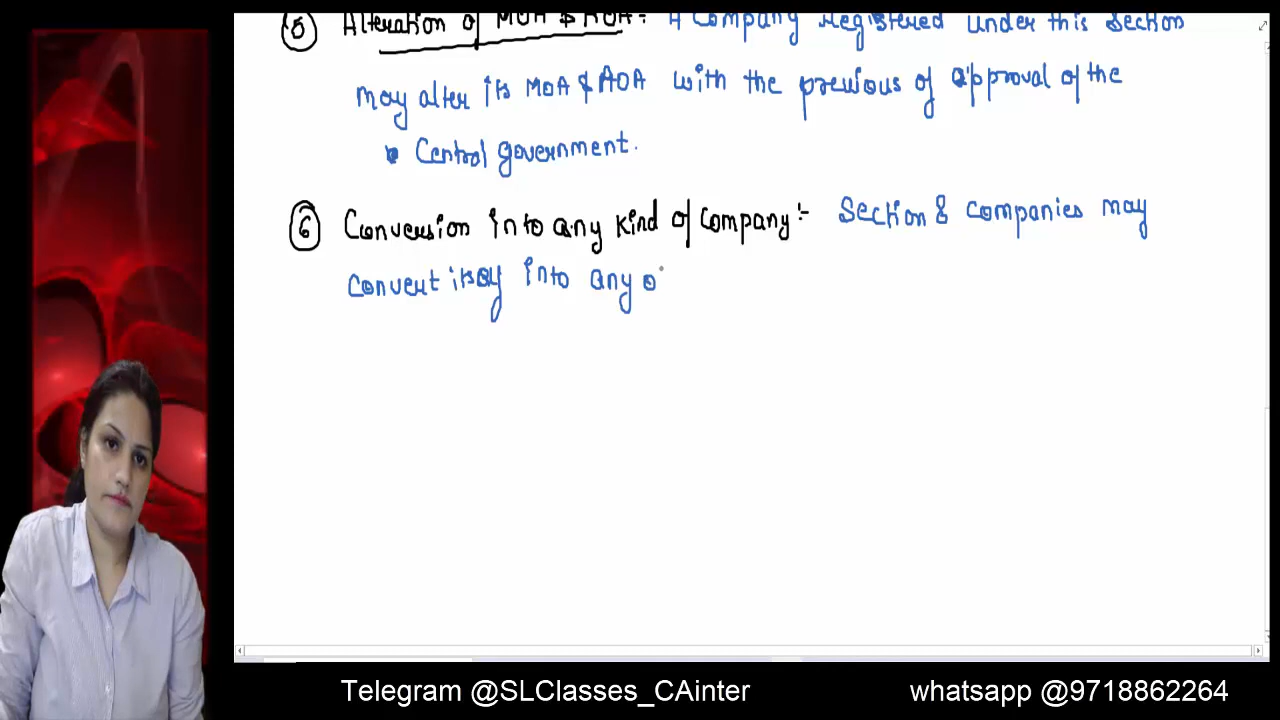 ⑤ Alteration of MOA & AOA:- A Company Registered under this Section
may alter its MOA & AOA with the previous of approval of the
Central government.
⑥ Conversion into any kind of company:- Section 8 companies may
convert itself into any o
Telegram @SLClasses_CAinter
whatsapp @9718862264